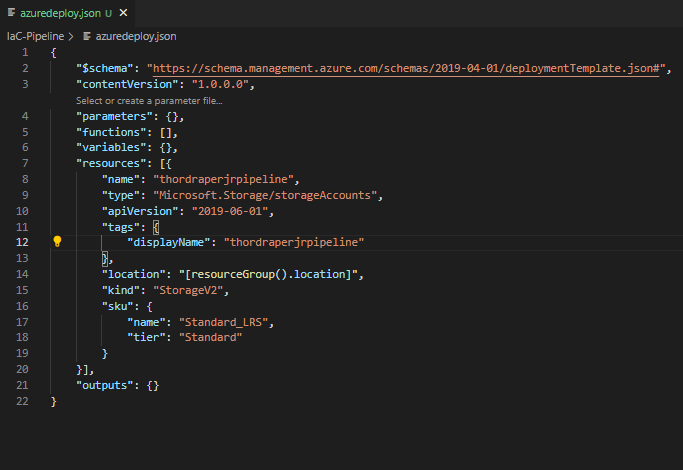 azuredeploy.json U ×
IaC-Pipeline > azuredeploy.json
1 {
2 "$schema": "https://schema.management.azure.com/schemas/2019-04-01/deploymentTemplate.json#",
3 "contentVersion": "1.0.0.0",
Select or create a parameter file...
4 "parameters": {},
5 "functions": [],
6 "variables": {},
7 "resources": [{
8 "name": "thordraperjrpipeline",
9 "type": "Microsoft.Storage/storageAccounts",
10 "apiVersion": "2019-06-01",
11 "tags": {
12 "displayName": "thordraperjrpipeline"
13 },
14 "location": "[resourceGroup().location]",
15 "kind": "StorageV2",
16 "sku": {
17 "name": "Standard_LRS",
18 "tier": "Standard"
19 }
20 }],
21 "outputs": {}
22 }